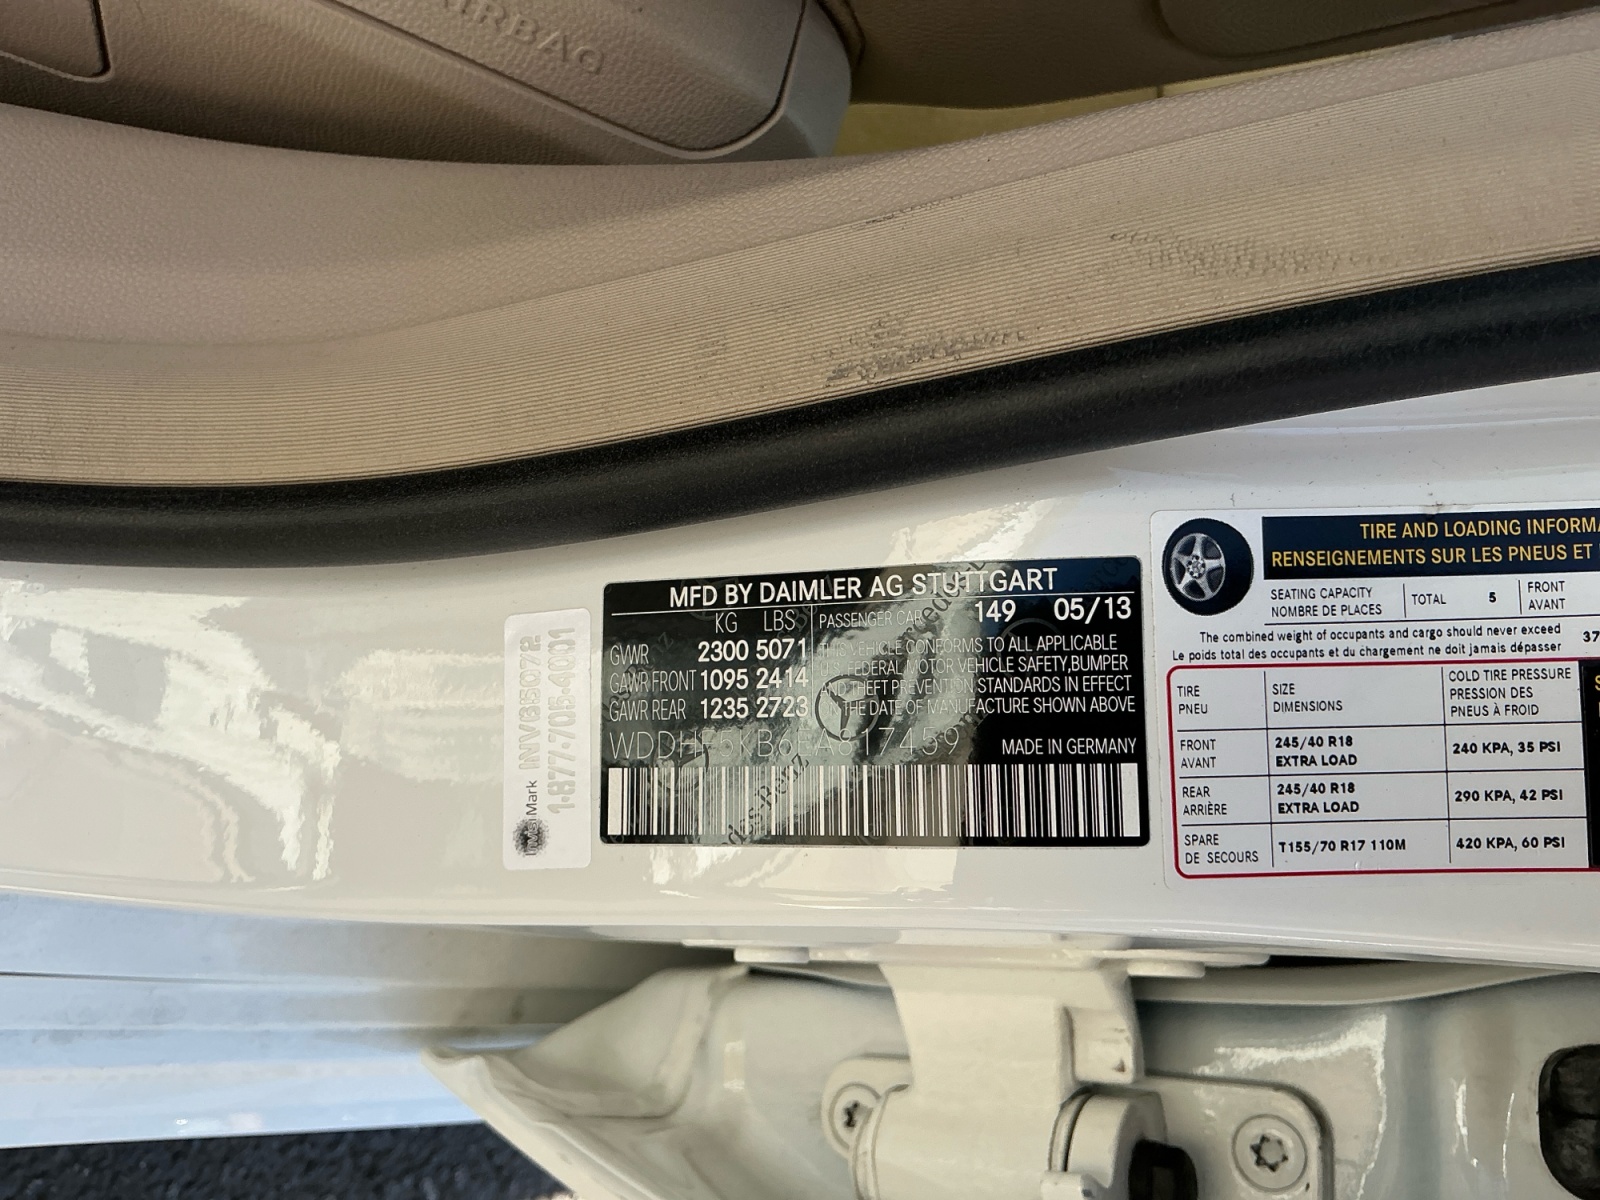 AIRBAG
MFD BY DAIMLER AG STUTTGART
KG LBS PASSENGER CAR 149 05/13
GVWR 2300 5071
GAWR FRONT 1095 2414
GAWR REAR 1235 2723
THIS VEHICLE CONFORMS TO ALL APPLICABLE
U.S. FEDERAL MOTOR VEHICLE SAFETY,BUMPER
AND THEFT PREVENTION STANDARDS IN EFFECT
ON THE DATE OF MANUFACTURE SHOWN ABOVE
MADE IN GERMANY
Mark
1-877-705-4001
TIRE AND LOADING INFORMA
RENSEIGNEMENTS SUR LES PNEUS ET
SEATING CAPACITY
NOMBRE DE PLACES
TOTAL 5
FRONT
AVANT
The combined weight of occupants and cargo should never exceed 37
Le poids total des occupants et du chargement ne doit jamais dépasser
TIRE
PNEU
SIZE
DIMENSIONS
COLD TIRE PRESSURE
PRESSION DES
PNEUS À FROID
FRONT
AVANT
245/40 R18
EXTRA LOAD
240 KPA, 35 PSI
REAR
ARRIÈRE
245/40 R18
EXTRA LOAD
290 KPA, 42 PSI
SPARE
DE SECOURS
T155/70 R17 110M
420 KPA, 60 PSI